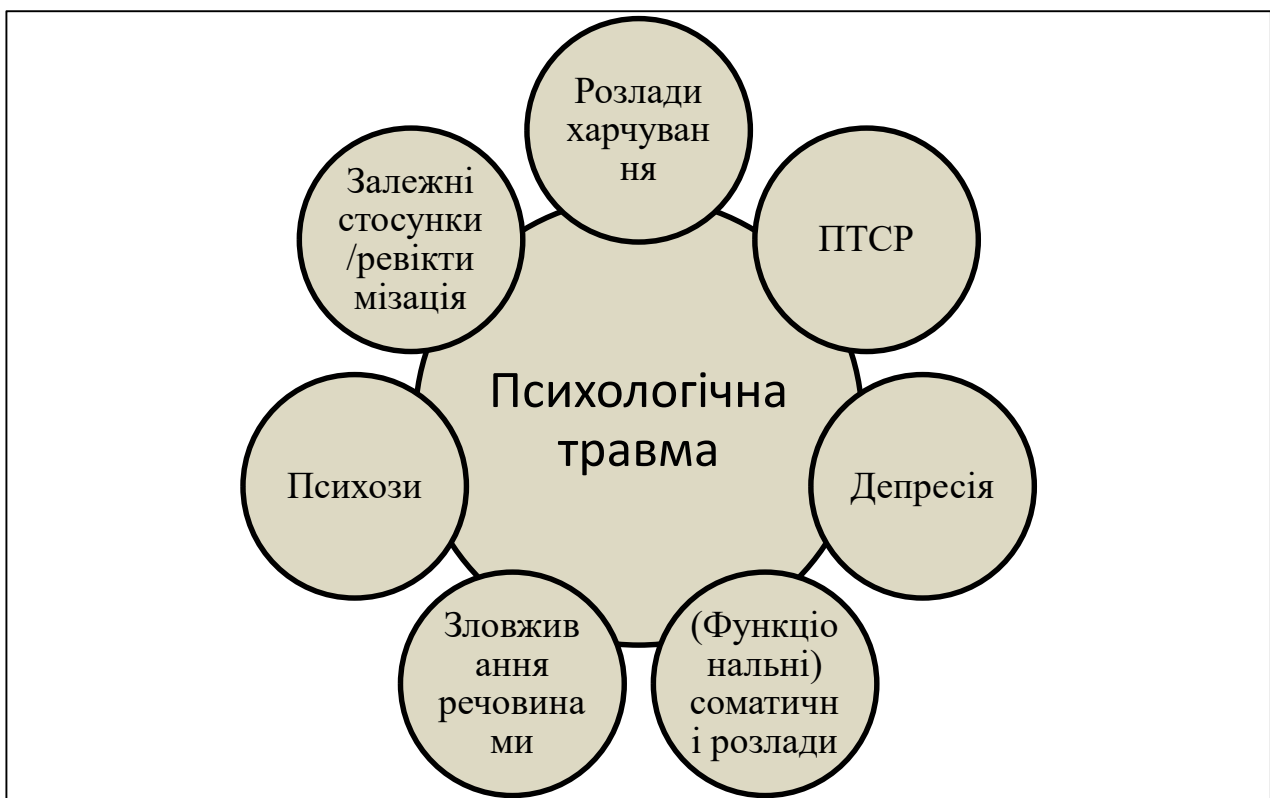 Розлади
харчуван
ня
ПТСР
Депресія
(Функціо
нальні)
соматичн
і розлади
Зловжив
ання
речовина
ми
Психози
Залежні
стосунки
/ревікти
мізація
Психологічна
травма